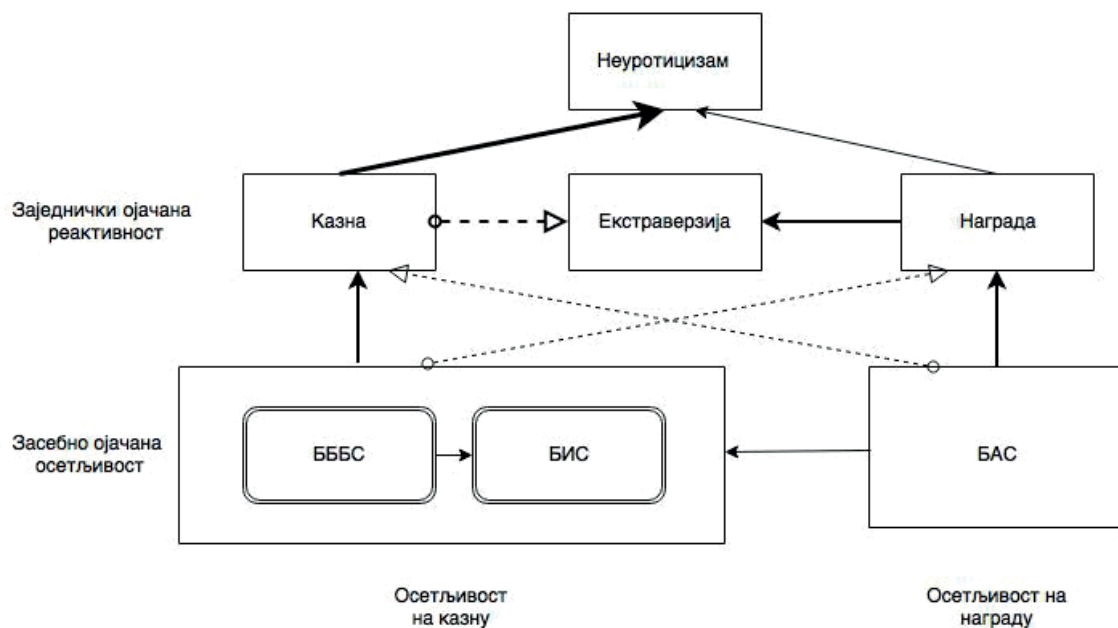 Неуротицизам
Заједнички ојачана
реактивност
Казна
Екстраверзија
Награда
Засебно ојачана
осетљивост
БББС
БИС
БАС
Осетљивост
на казну
Осетљивост на
награду